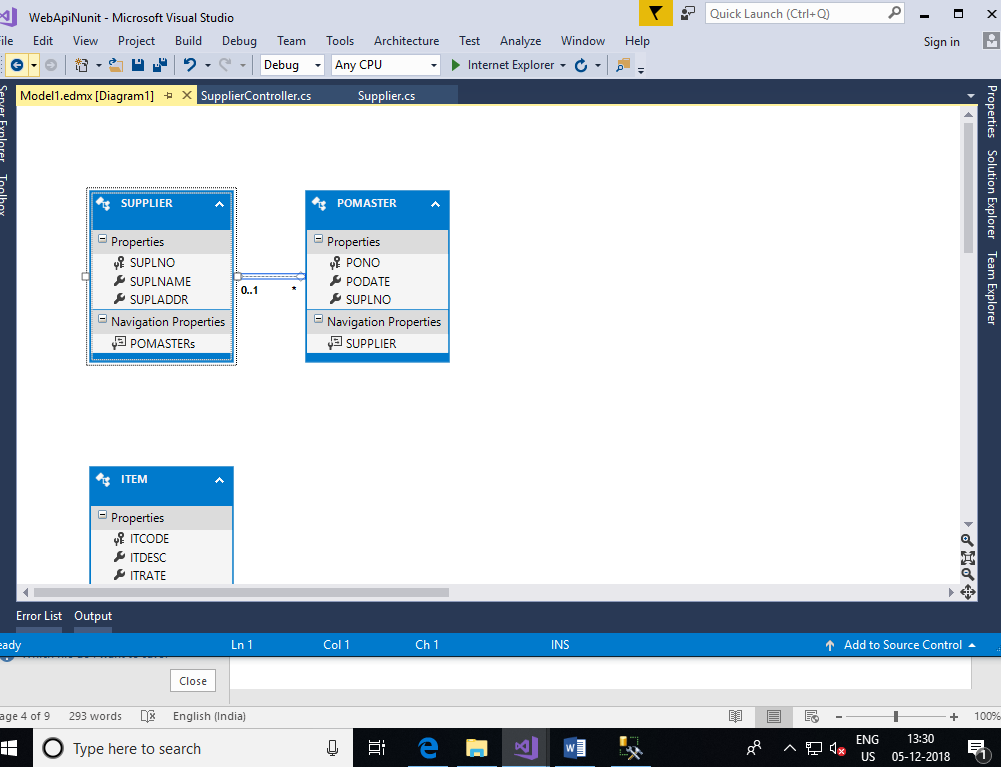 WebApiNunit - Microsoft Visual Studio
Quick Launch (Ctrl+Q)
File Edit View Project Build Debug Team Tools Architecture Test Analyze Window Help
Sign in
Debug Any CPU Internet Explorer
Model1.edmx [Diagram1] SupplierController.cs Supplier.cs
Server Explorer
Toolbox
Properties
Solution Explorer
Team Explorer
SUPPLIER
Properties
SUPLNO
SUPLNAME
SUPLADDR
Navigation Properties
POMASTERs
0..1 *
POMASTER
Properties
PONO
PODATE
SUPLNO
Navigation Properties
SUPPLIER
ITEM
Properties
ITCODE
ITDESC
ITRATE
Error List Output
eady Ln 1 Col 1 Ch 1 INS Add to Source Control
Close
age 4 of 9 293 words English (India) 100%
Type here to search
ENG
US
13:30
05-12-2018
1